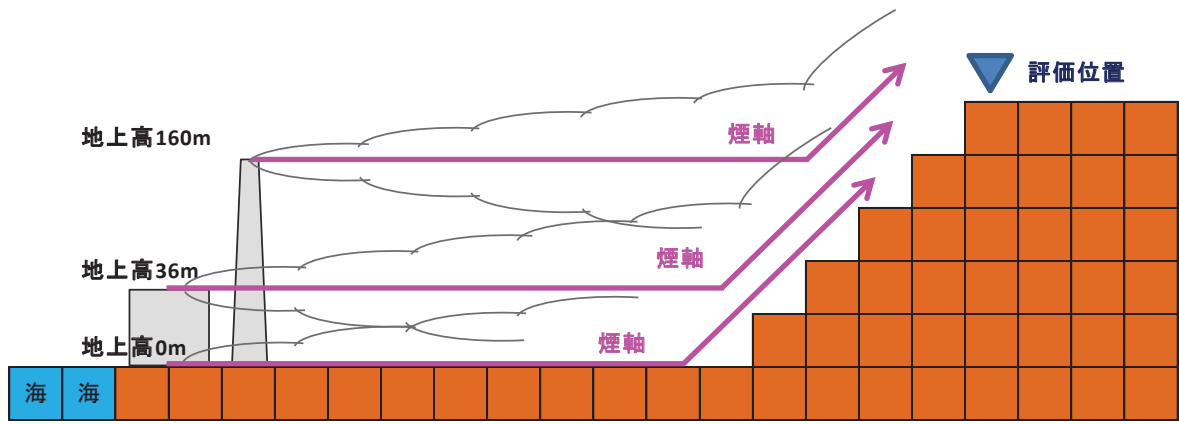 評価位置
地上高160m
煙軸
地上高36m
煙軸
地上高0m
煙軸
海 海